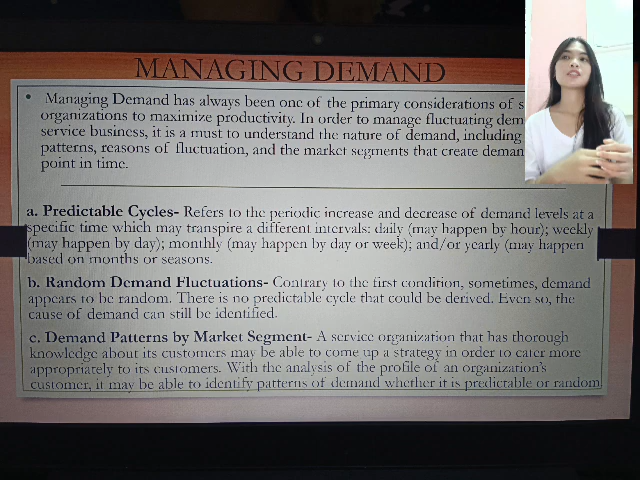 MANAGING DEMAND
• Managing Demand has always been one of the primary considerations of s
organizations to maximize productivity. In order to manage fluctuating dem
service business, it is a must to understand the nature of demand, including
patterns, reasons of fluctuation, and the market segments that create deman
point in time.
a. Predictable Cycles- Refers to the periodic increase and decrease of demand levels at a
specific time which may transpire a different intervals: daily (may happen by hour); weekly
(may happen by day); monthly (may happen by day or week); and/or yearly (may happen
based on months or seasons.
b. Random Demand Fluctuations- Contrary to the first condition, sometimes, demand
appears to be random. There is no predictable cycle that could be derived. Even so, the
cause of demand can still be identified.
c. Demand Patterns by Market Segment- A service organization that has thorough
knowledge about its customers may be able to come up a strategy in order to cater more
appropriately to its customers. With the analysis of the profile of an organization's
customer, it may be able to identify patterns of demand whether it is predictable or random